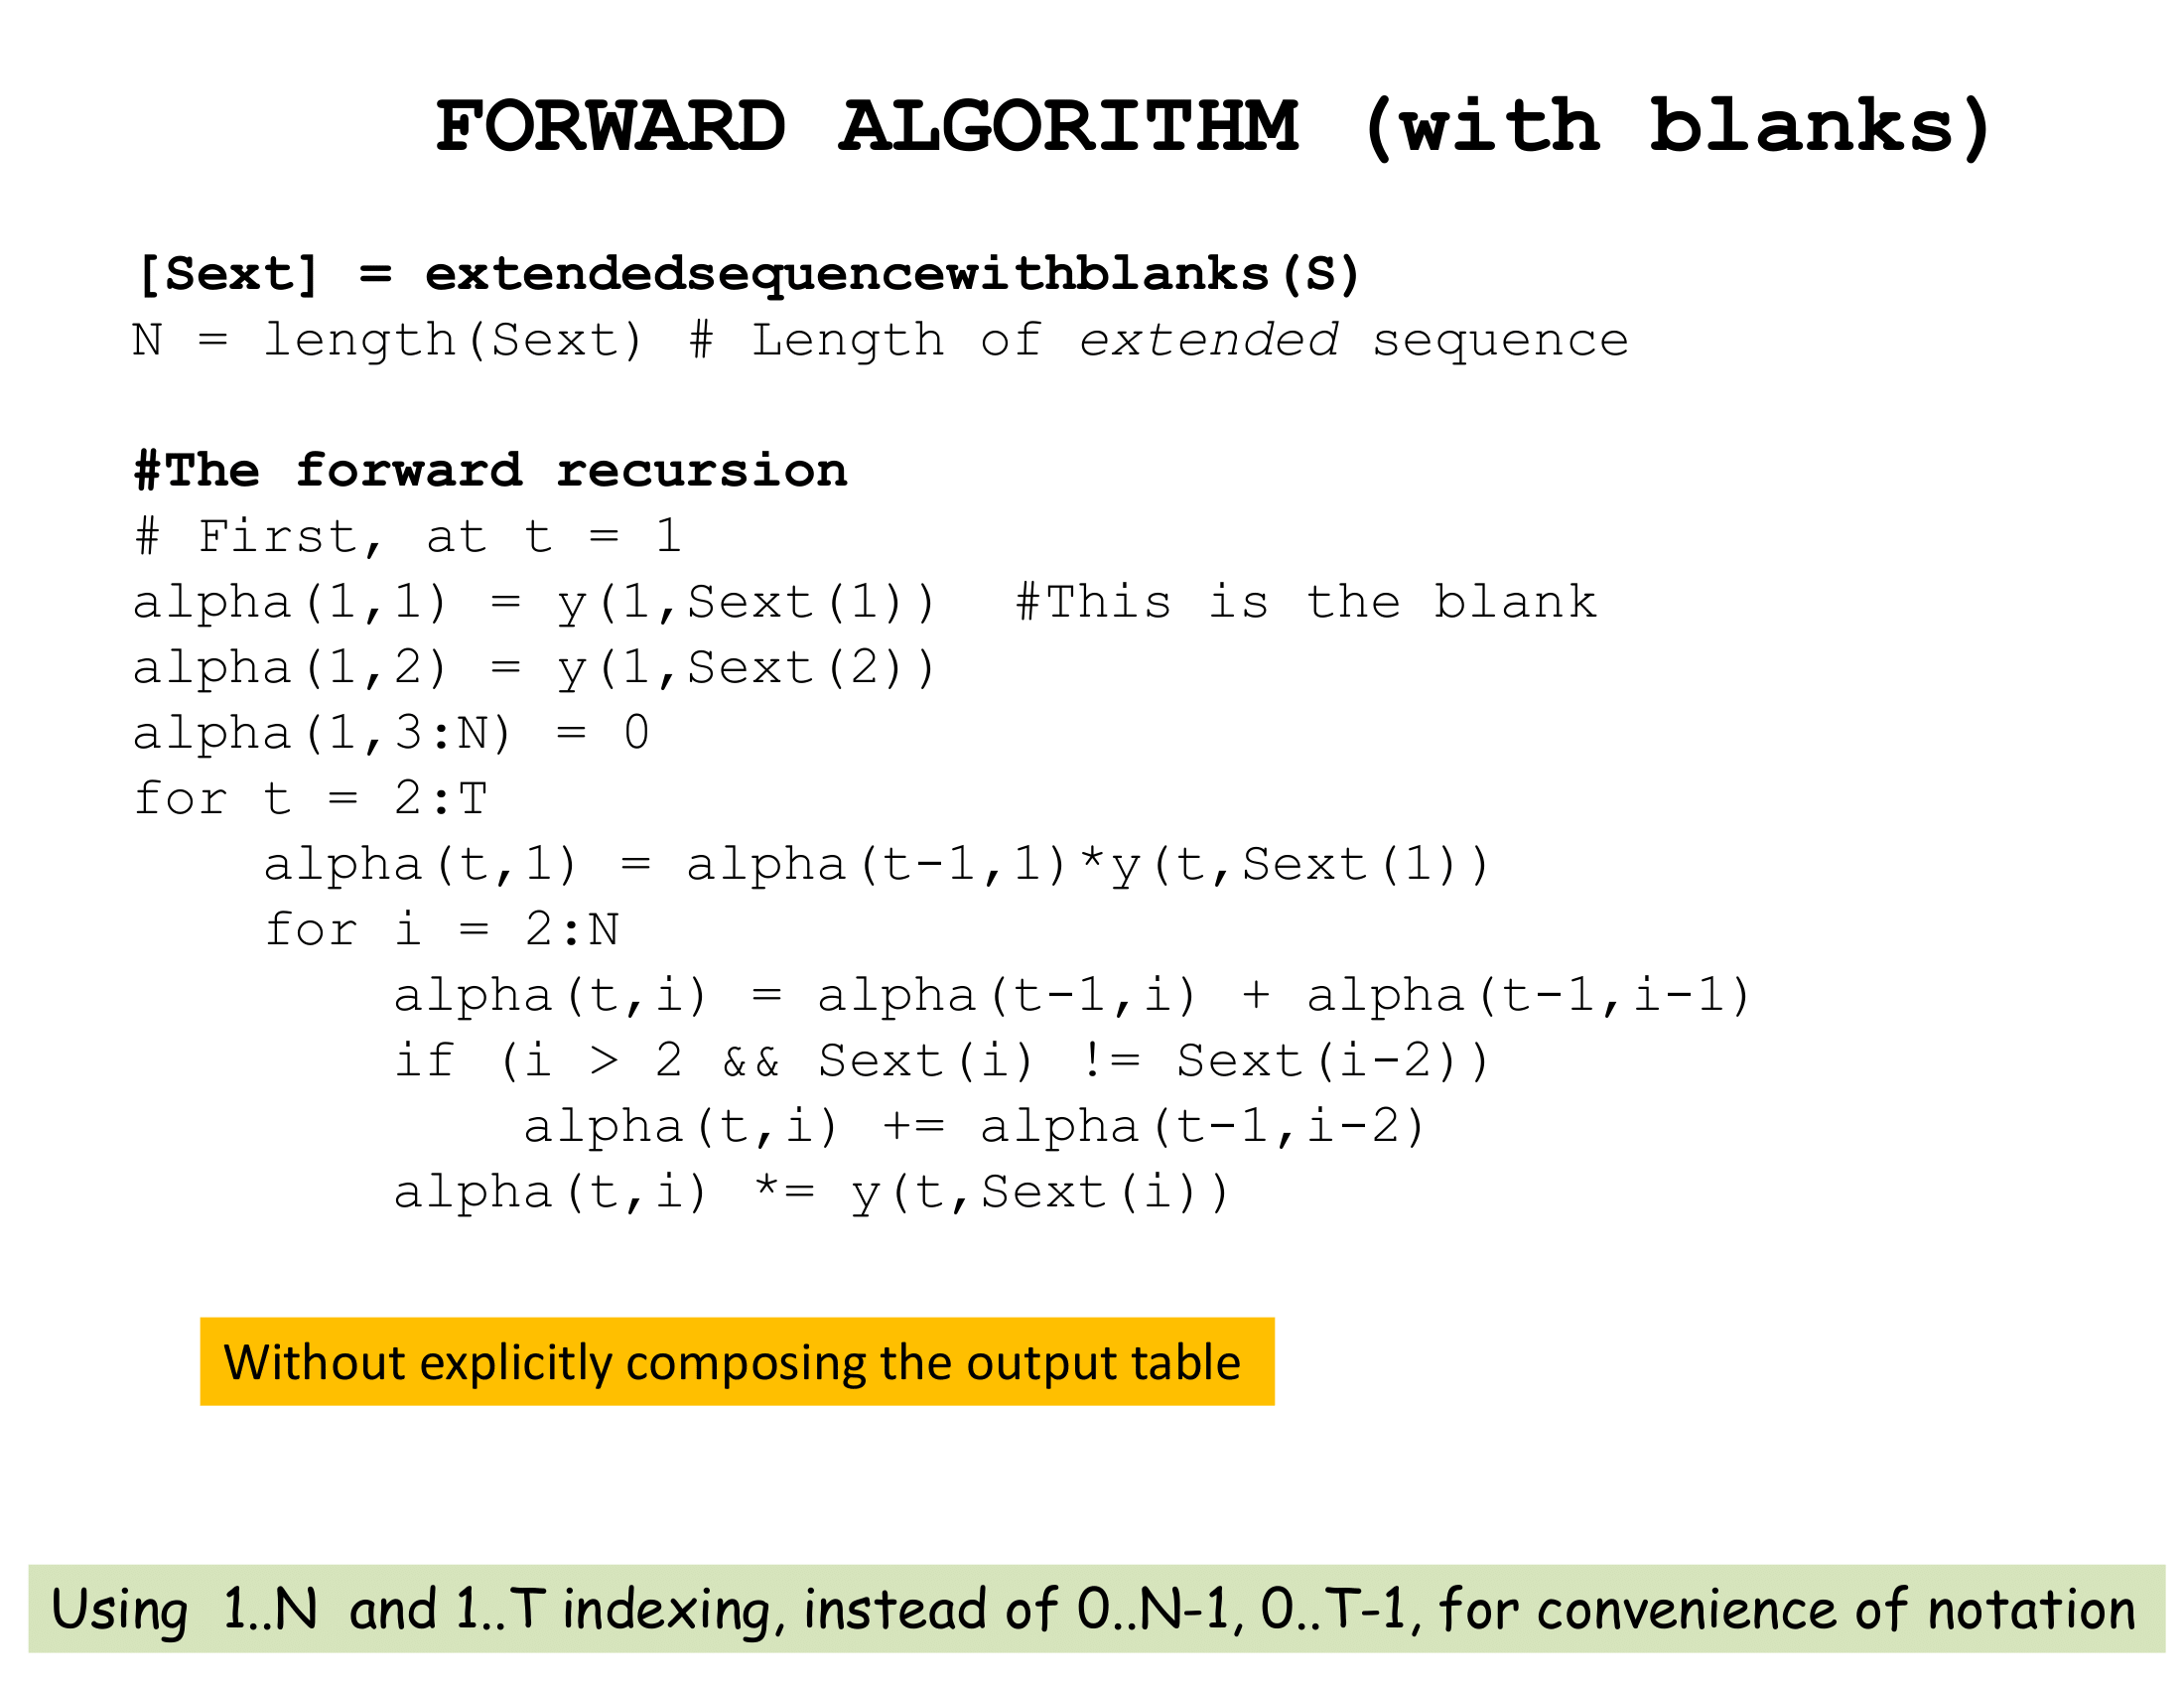 FORWARD ALGORITHM (with blanks)
[Sext] = extendedsequencewithblanks(S)
N = length(Sext) # Length of extended sequence
#The forward recursion
# First, at t = 1
alpha(1,1) = y(1,Sext(1))  #This is the blank
alpha(1,2) = y(1,Sext(2))
alpha(1,3:N) = 0
for t = 2:T
    alpha(t,1) = alpha(t-1,1)*y(t,Sext(1))
    for i = 2:N
        alpha(t,i) = alpha(t-1,i) + alpha(t-1,i-1)
        if (i > 2 && Sext(i) != Sext(i-2))
            alpha(t,i) += alpha(t-1,i-2)
        alpha(t,i) *= y(t,Sext(i))
Without explicitly composing the output table
Using 1..N and 1..T indexing, instead of 0..N-1, 0..T-1, for convenience of notation